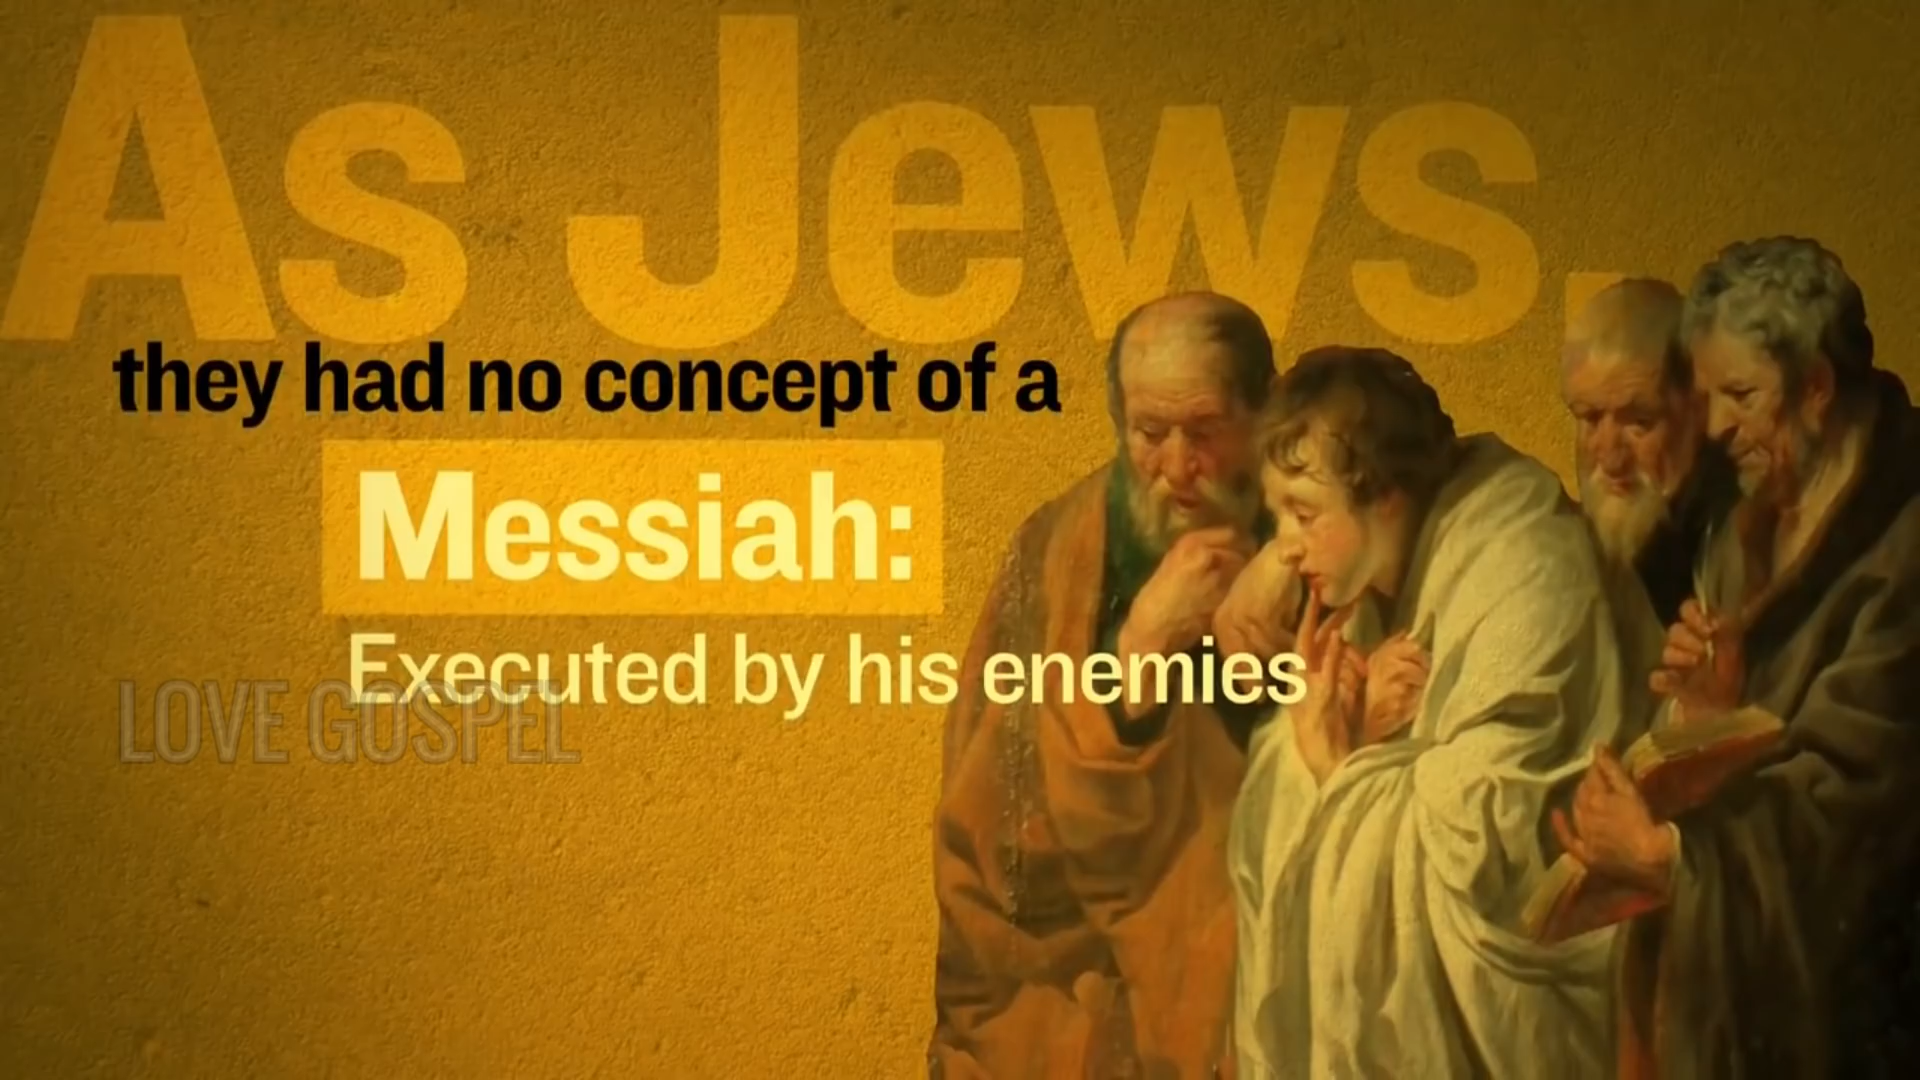 As Jews,
they had no concept of a
Messiah:
Executed by his enemies
LOVE GOSPEL